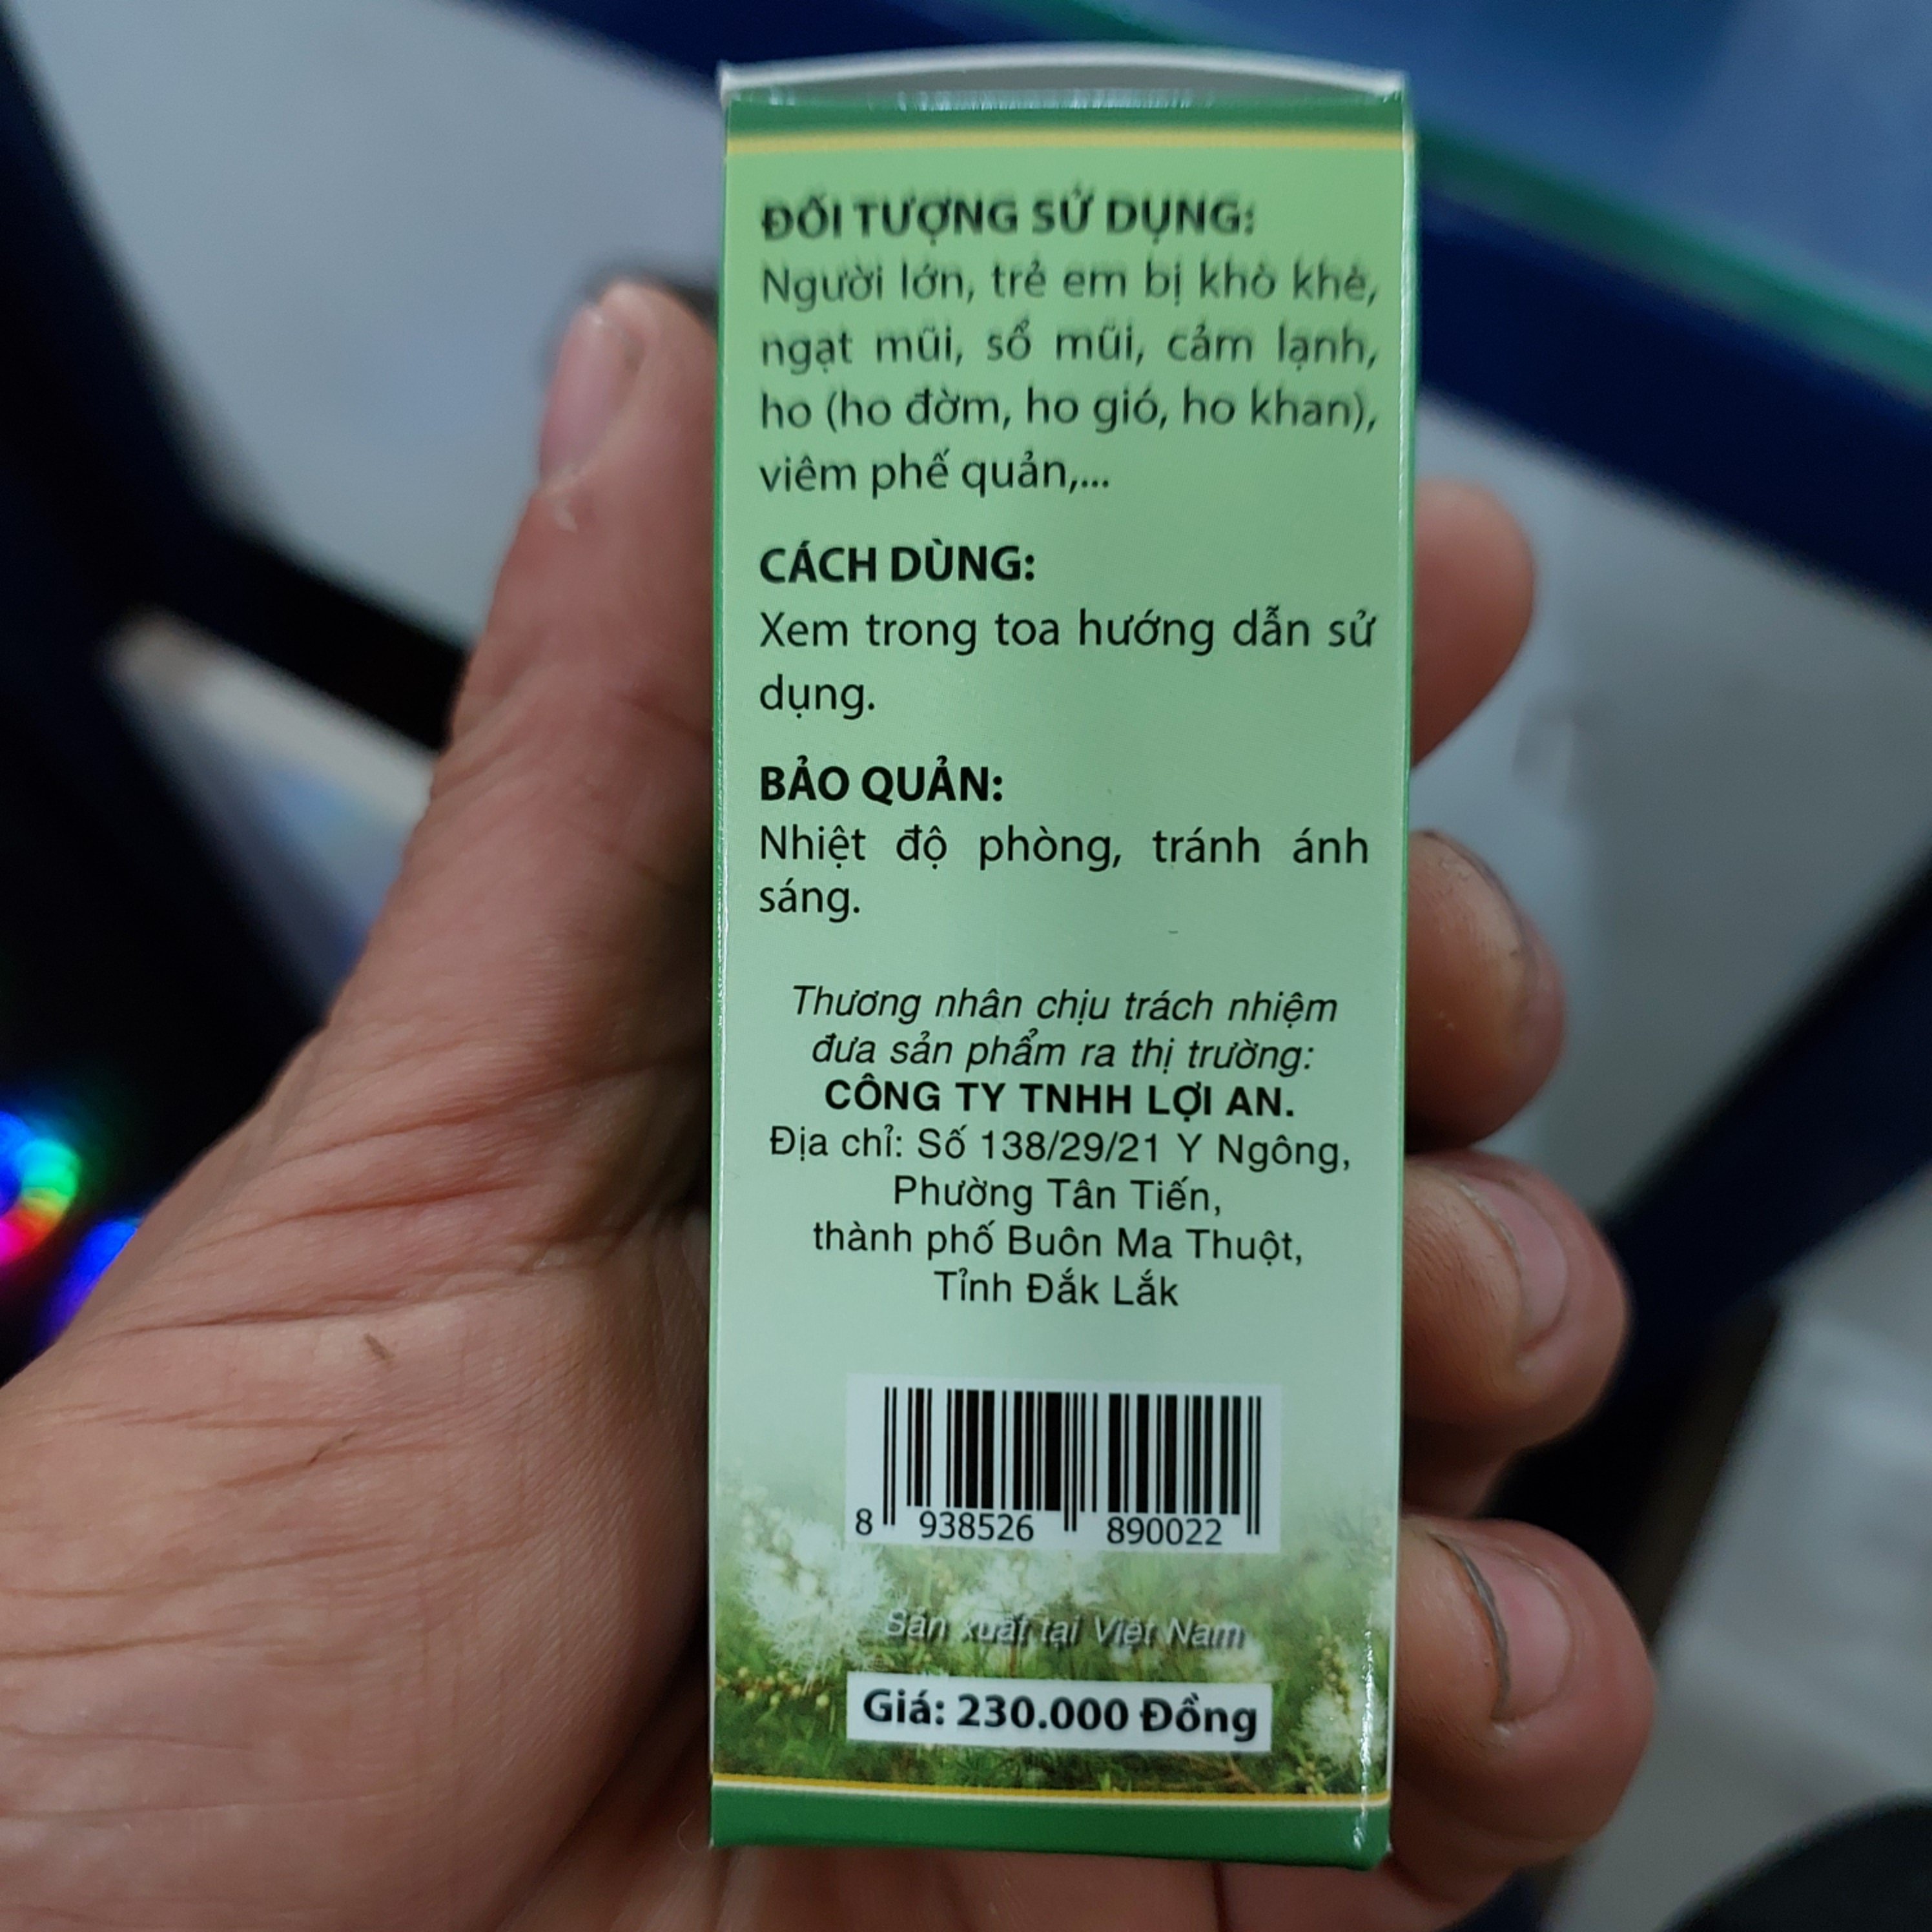 ĐỐI TƯỢNG SỬ DỤNG:
Người lớn, trẻ em bị khò khè,
ngạt mũi, sổ mũi, cảm lạnh,
ho (ho đờm, ho gió, ho khan),
viêm phế quản,...
CÁCH DÙNG:
Xem trong toa hướng dẫn sử
dụng.
BẢO QUẢN:
Nhiệt độ phòng, tránh ánh
sáng.
Thương nhân chịu trách nhiệm
đưa sản phẩm ra thị trường:
CÔNG TY TNHH LỢI AN.
Địa chỉ: Số 138/29/21 Y Ngông,
Phường Tân Tiến,
thành phố Buôn Ma Thuột,
Tỉnh Đắk Lắk
8 938526 890022
Sản xuất tại Việt Nam
Giá: 230.000 Đồng